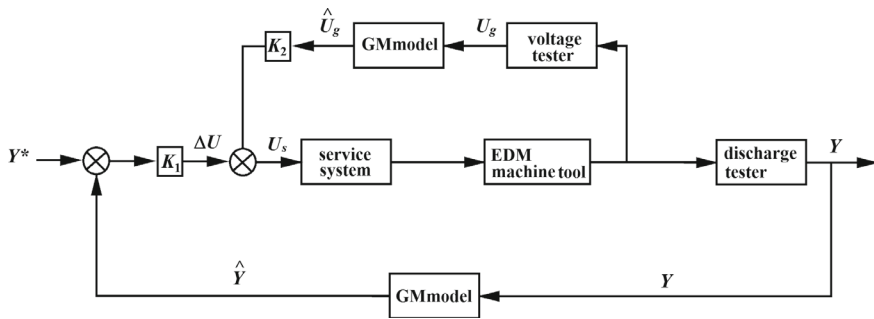 Û_g
U_g
K₂
GMmodel
voltage
tester
Y*
K₁
ΔU
U_s
service
system
EDM
machine tool
discharge
tester
Y
Ŷ
GMmodel
Y